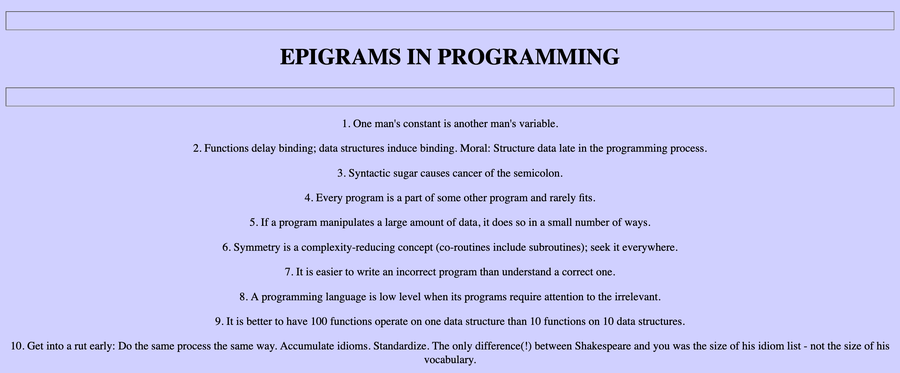 EPIGRAMS IN PROGRAMMING
1. One man's constant is another man's variable.
2. Functions delay binding; data structures induce binding. Moral: Structure data late in the programming process.
3. Syntactic sugar causes cancer of the semicolon.
4. Every program is a part of some other program and rarely fits.
5. If a program manipulates a large amount of data, it does so in a small number of ways.
6. Symmetry is a complexity-reducing concept (co-routines include subroutines); seek it everywhere.
7. It is easier to write an incorrect program than understand a correct one.
8. A programming language is low level when its programs require attention to the irrelevant.
9. It is better to have 100 functions operate on one data structure than 10 functions on 10 data structures.
10. Get into a rut early: Do the same process the same way. Accumulate idioms. Standardize. The only difference(!) between Shakespeare and you was the size of his idiom list - not the size of his
vocabulary.